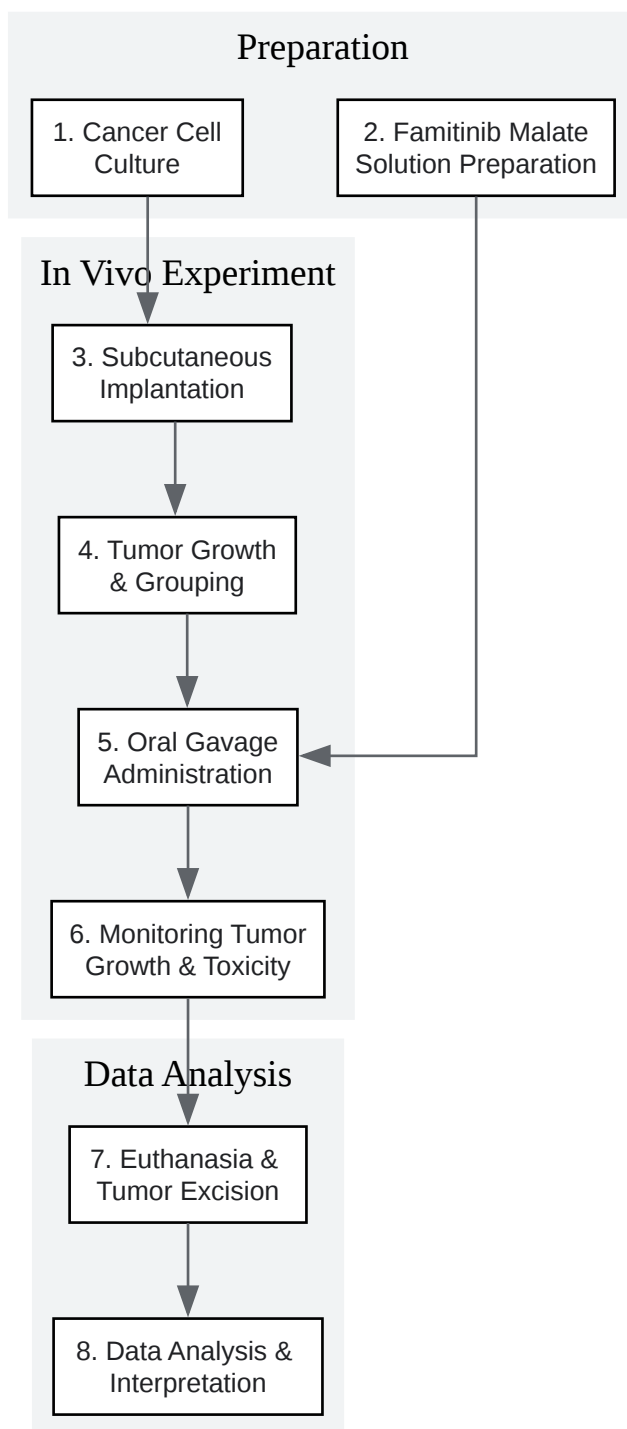 Preparation
1. Cancer Cell
Culture
2. Famitinib Malate
Solution Preparation
In Vivo Experiment
3. Subcutaneous
Implantation
4. Tumor Growth
& Grouping
5. Oral Gavage
Administration
6. Monitoring Tumor
Growth & Toxicity
Data Analysis
7. Euthanasia &
Tumor Excision
8. Data Analysis &
Interpretation